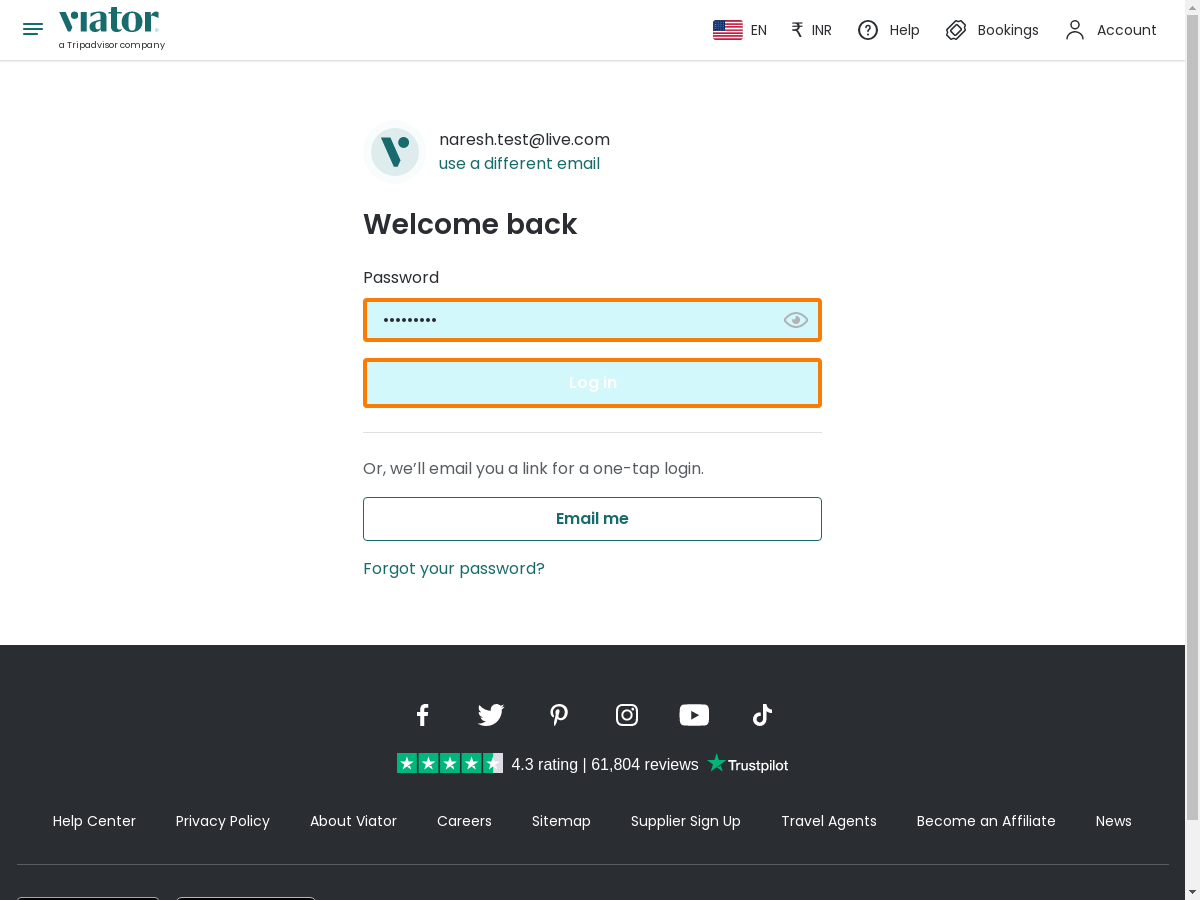 viator
a Tripadvisor company
EN
₹ INR
Help
Bookings
Account
naresh.test@live.com
use a different email
Welcome back
Password
•••••••••
Log in
Or, we’ll email you a link for a one-tap login.
Email me
Forgot your password?
4.3 rating | 61,804 reviews
Trustpilot
Help Center
Privacy Policy
About Viator
Careers
Sitemap
Supplier Sign Up
Travel Agents
Become an Affiliate
News